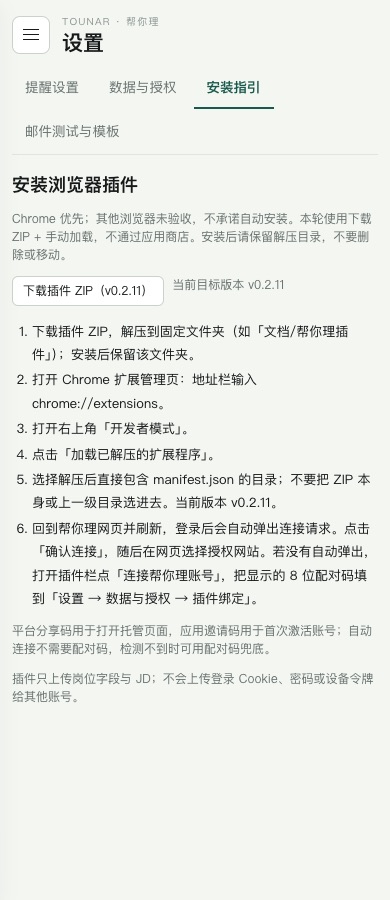 TOUNAR · 帮你理
设置
提醒设置
数据与授权
安装指引
邮件测试与模板
安装浏览器插件
Chrome 优先；其他浏览器未验收，不承诺自动安装。本轮使用下载
ZIP + 手动加载，不通过应用商店。安装后请保留解压目录，不要删
除或移动。
下载插件 ZIP（v0.2.11）
当前目标版本 v0.2.11
1. 下载插件 ZIP，解压到固定文件夹（如「文档/帮你理插
件」）；安装后保留该文件夹。
2. 打开 Chrome 扩展管理页：地址栏输入
chrome://extensions。
3. 打开右上角「开发者模式」。
4. 点击「加载已解压的扩展程序」。
5. 选择解压后直接包含 manifest.json 的目录；不要把 ZIP 本
身或上一级目录选进去。当前版本 v0.2.11。
6. 回到帮你理网页并刷新，登录后会自动弹出连接请求。点击
「确认连接」，随后在网页选择授权网站。若没有自动弹出，
打开插件栏点「连接帮你理账号」，把显示的 8 位配对码填
到「设置 → 数据与授权 → 插件绑定」。
平台分享码用于打开托管页面，应用邀请码用于首次激活账号；自动
连接不需要配对码，检测不到时可用配对码兜底。
插件只上传岗位字段与 JD；不会上传登录 Cookie、密码或设备令牌
给其他账号。